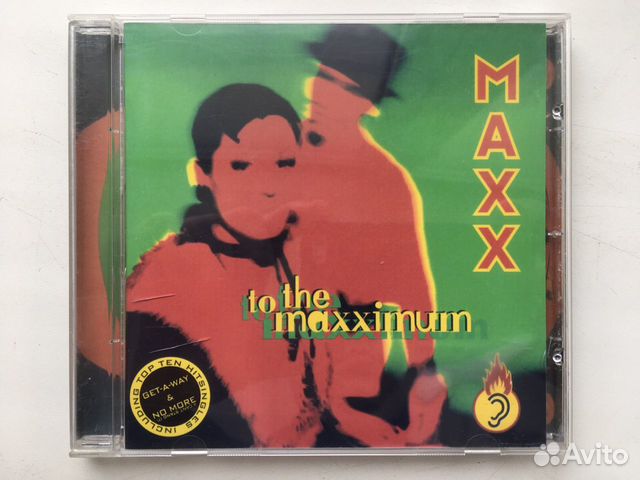 MAXX
to the
maxximum
INCLUDING TOP TEN HITSINGLES
GET-A-WAY
&
NO MORE
Avito